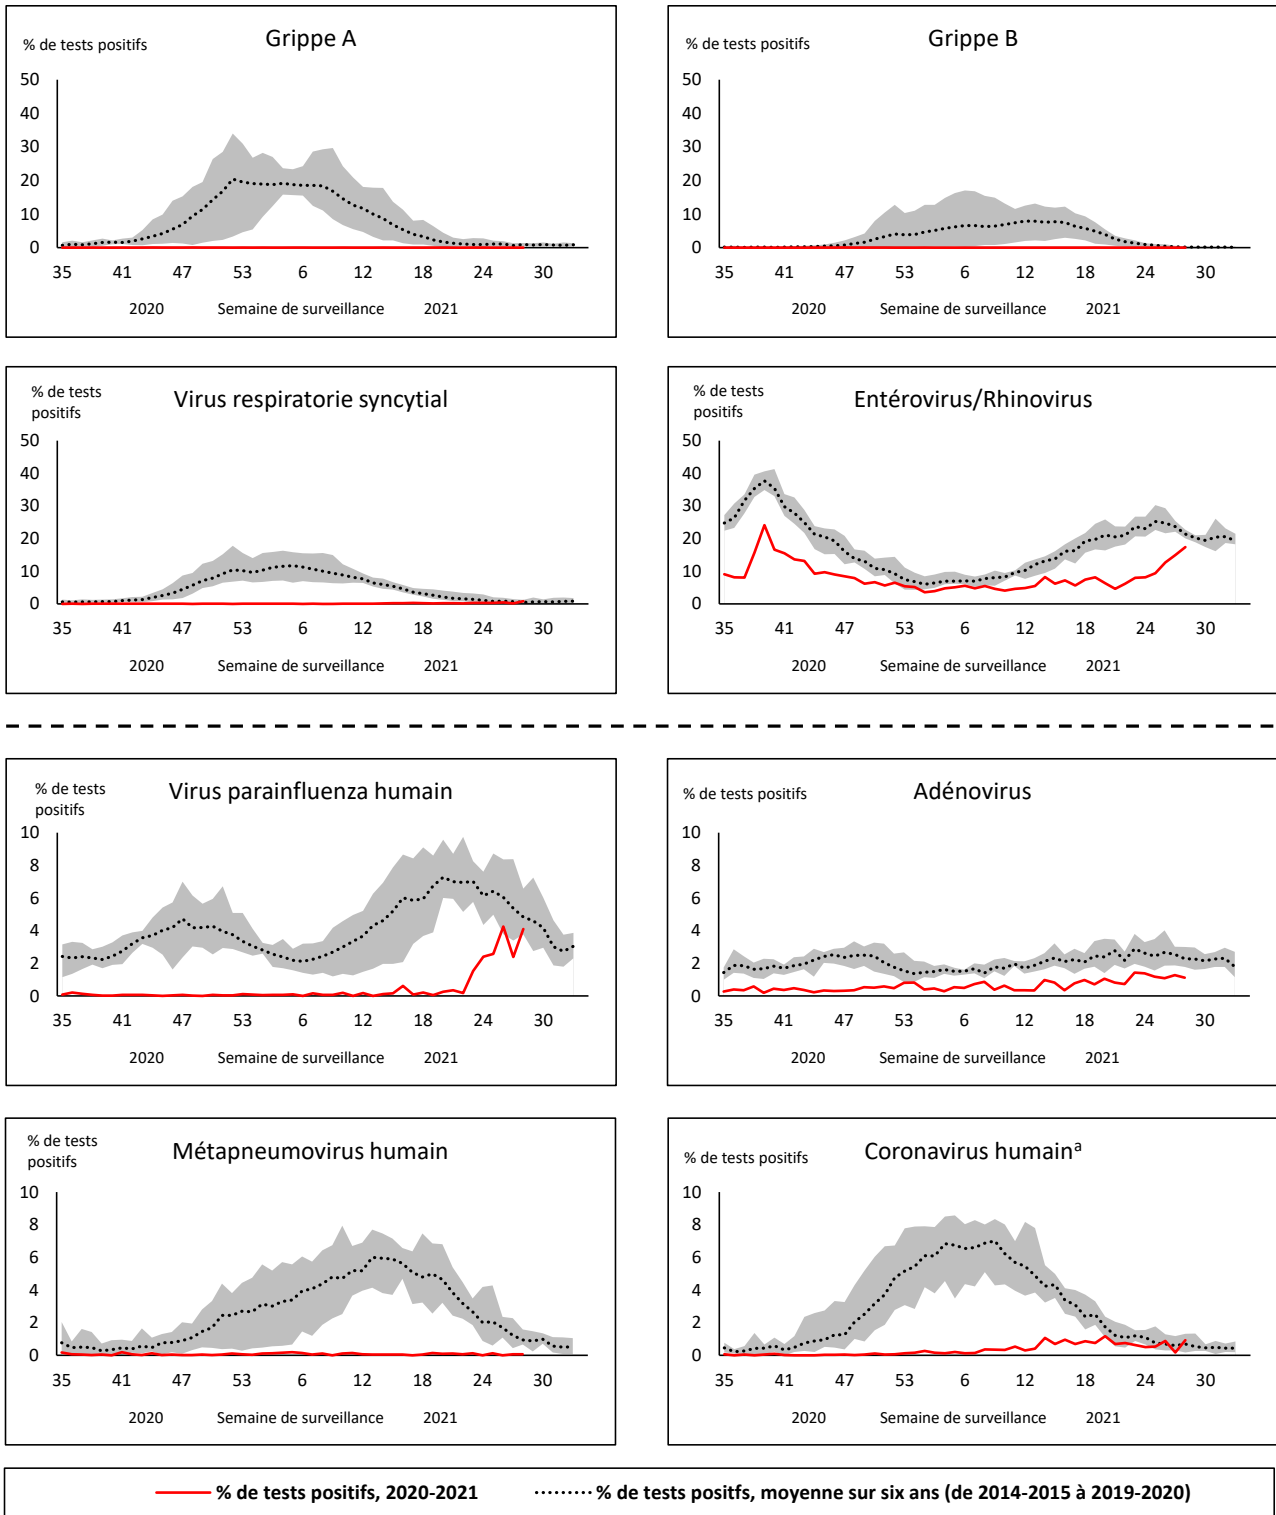 Grippe A
% de tests positifs
50
40
30
20
10
0
35 41 47 53 6 12 18 24 30
2020 Semaine de surveillance 2021
Grippe B
% de tests positifs
50
40
30
20
10
0
35 41 47 53 6 12 18 24 30
2020 Semaine de surveillance 2021
% de tests
positifs
Virus respiratorie syncytial
50
40
30
20
10
0
35 41 47 53 6 12 18 24 30
2020 Semaine de surveillance 2021
% de tests
positifs
Entérovirus/Rhinovirus
50
40
30
20
10
0
35 41 47 53 6 12 18 24 30
2020 Semaine de surveillance 2021
% de tests
positifs
Virus parainfluenza humain
10
8
6
4
2
0
35 41 47 53 6 12 18 24 30
2020 Semaine de surveillance 2021
% de tests positifs
Adénovirus
10
8
6
4
2
0
35 41 47 53 6 12 18 24 30
2020 Semaine de surveillance 2021
% de tests
positifs
Métapneumovirus humain
10
8
6
4
2
0
35 41 47 53 6 12 18 24 30
2020 Semaine de surveillance 2021
% de tests positifs
Coronavirus humainᵃ
10
8
6
4
2
0
35 41 47 53 6 12 18 24 30
2020 Semaine de surveillance 2021
% de tests positifs, 2020-2021 % de tests positfs, moyenne sur six ans (de 2014-2015 à 2019-2020)